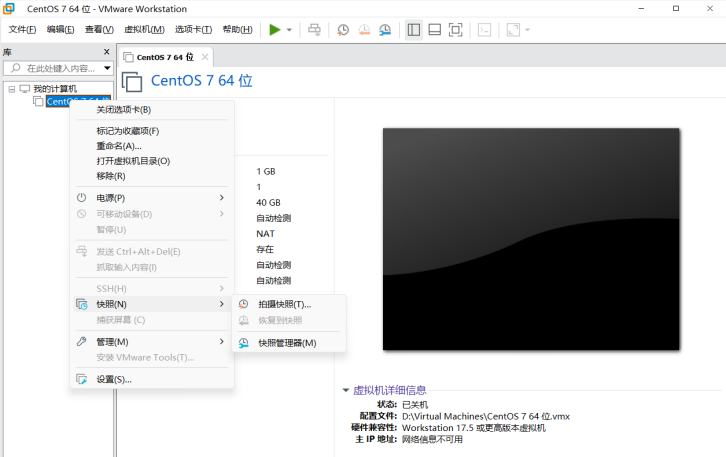 CentOS 7 64 位 - VMware Workstation
文件(F) 编辑(E) 查看(V) 虚拟机(M) 选项卡(T) 帮助(H)
库
在此处键入内容...
我的计算机
CentOS 7 64 位
CentOS 7 64 位
CentOS 7 64 位
关闭选项卡(B)
标记为收藏项(F)
重命名(A)...
打开虚拟机目录(O)
移除(R)
电源(P)
可移动设备(D)
暂停(U)
发送 Ctrl+Alt+Del(E)
抓取输入内容(I)
SSH(H)
快照(N)
捕获屏幕 (C)
管理(M)
安装 VMware Tools(T)...
设置(S)...
拍摄快照(T)...
恢复到快照
快照管理器(M)
1 GB
1
40 GB
自动检测
NAT
存在
自动检测
自动检测
虚拟机详细信息
状态: 已关机
配置文件: D:\Virtual Machines\CentOS 7 64 位.vmx
硬件兼容性: Workstation 17.5 或更高版本虚拟机
主 IP 地址: 网络信息不可用